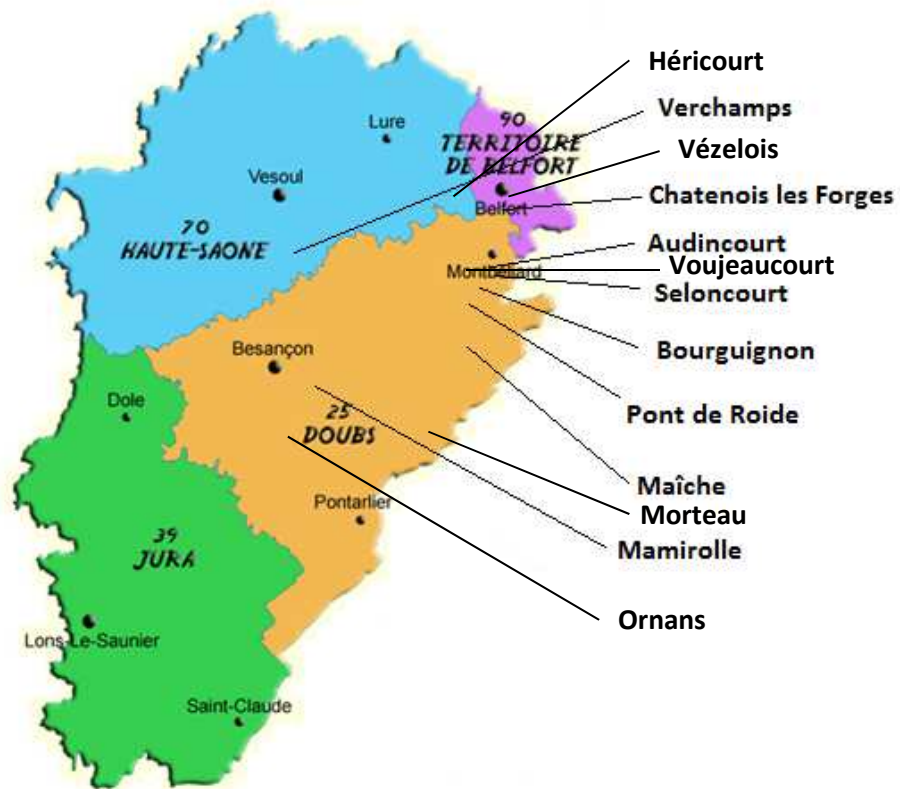 Héricourt
Verchamps
Lure
90
TERRITOIRE
DE BELFORT
Vézelois
Vesoul
Chatenois les Forges
Belfort
70
HAUTE-SAONE
Audincourt
Voujeaucourt
Montbéliard
Seloncourt
Besançon
Bourguignon
Dole
25
DOUBS
Pont de Roide
Maîche
Pontarlier
Morteau
39
JURA
Mamirolle
Ornans
Lons-Le-Saunier
Saint-Claude